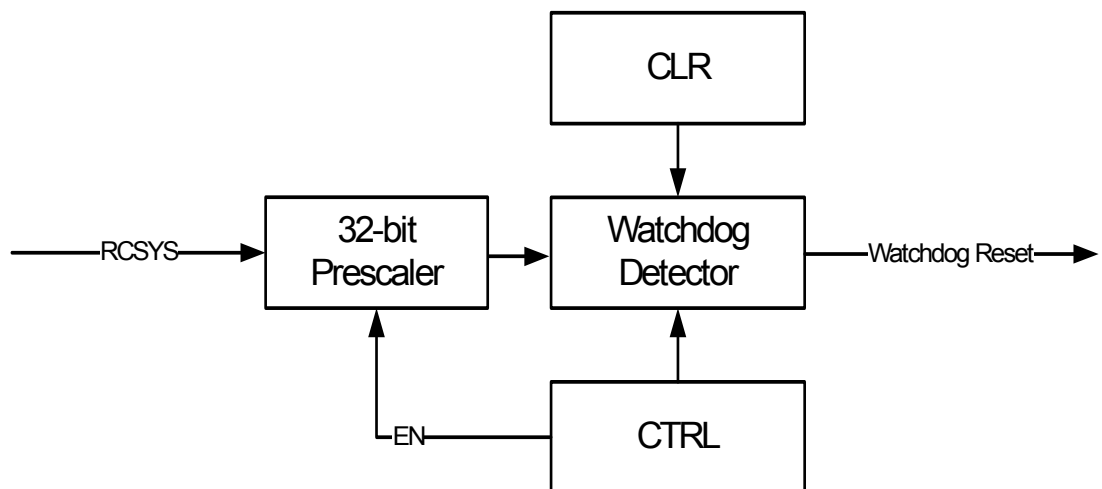 CLR
RCSYS
32-bit
Prescaler
Watchdog
Detector
Watchdog Reset
EN
CTRL